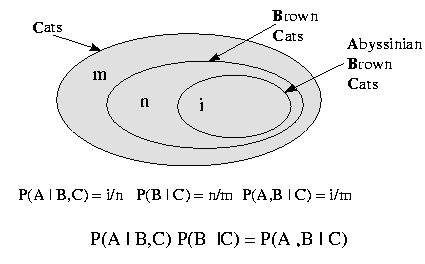 Cats
Brown
Cats
Abyssinian
Brown
Cats
m
n
i
P(A | B,C) = i/n P(B | C) = n/m P(A,B | C) = i/m
P(A | B,C) P(B |C) = P(A ,B | C)